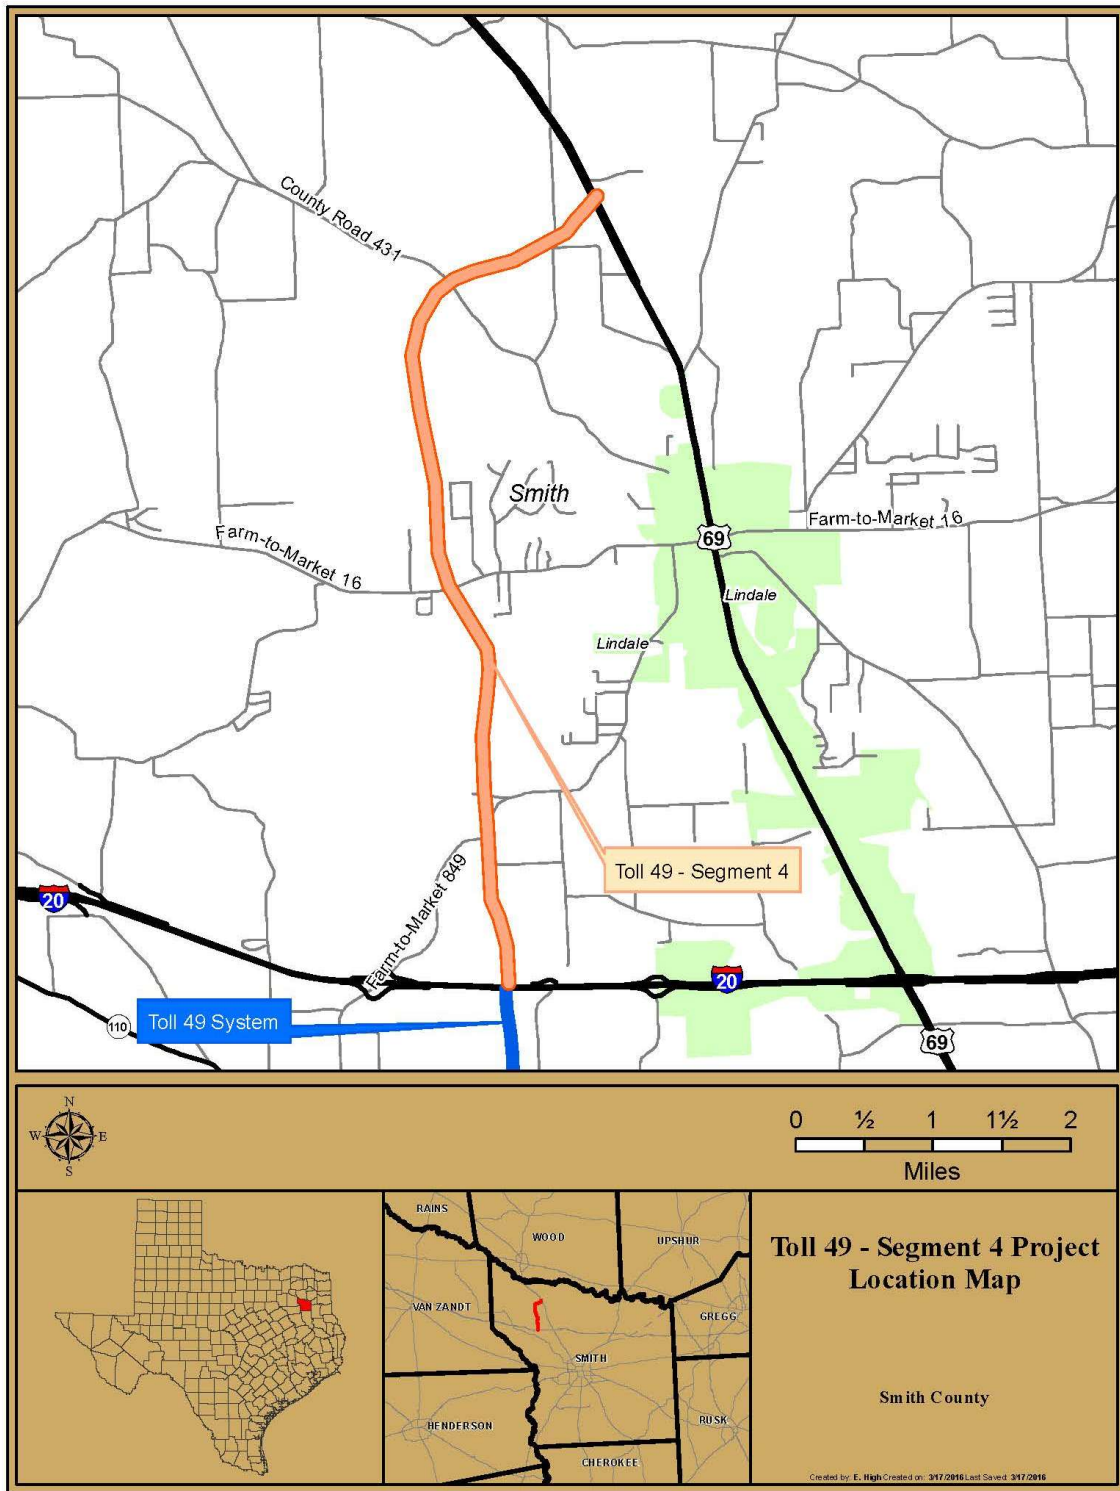 County Road 431
Smith
Farm-to-Market 16
Farm-to-Market 16
69
Lindale
Lindale
Toll 49 - Segment 4
Farm-to-Market 849
20
20
Toll 49 System
110
69
N
W E
S
0 ½ 1 1½ 2
Miles
RAINS
WOOD
UPSHUR
VAN ZANDT
GREGG
SMITH
HENDERSON
RUSK
CHEROKEE
Toll 49 - Segment 4 Project
Location Map
Smith County
Created by: E. High Created on: 3/17/2016 Last Saved: 3/17/2016